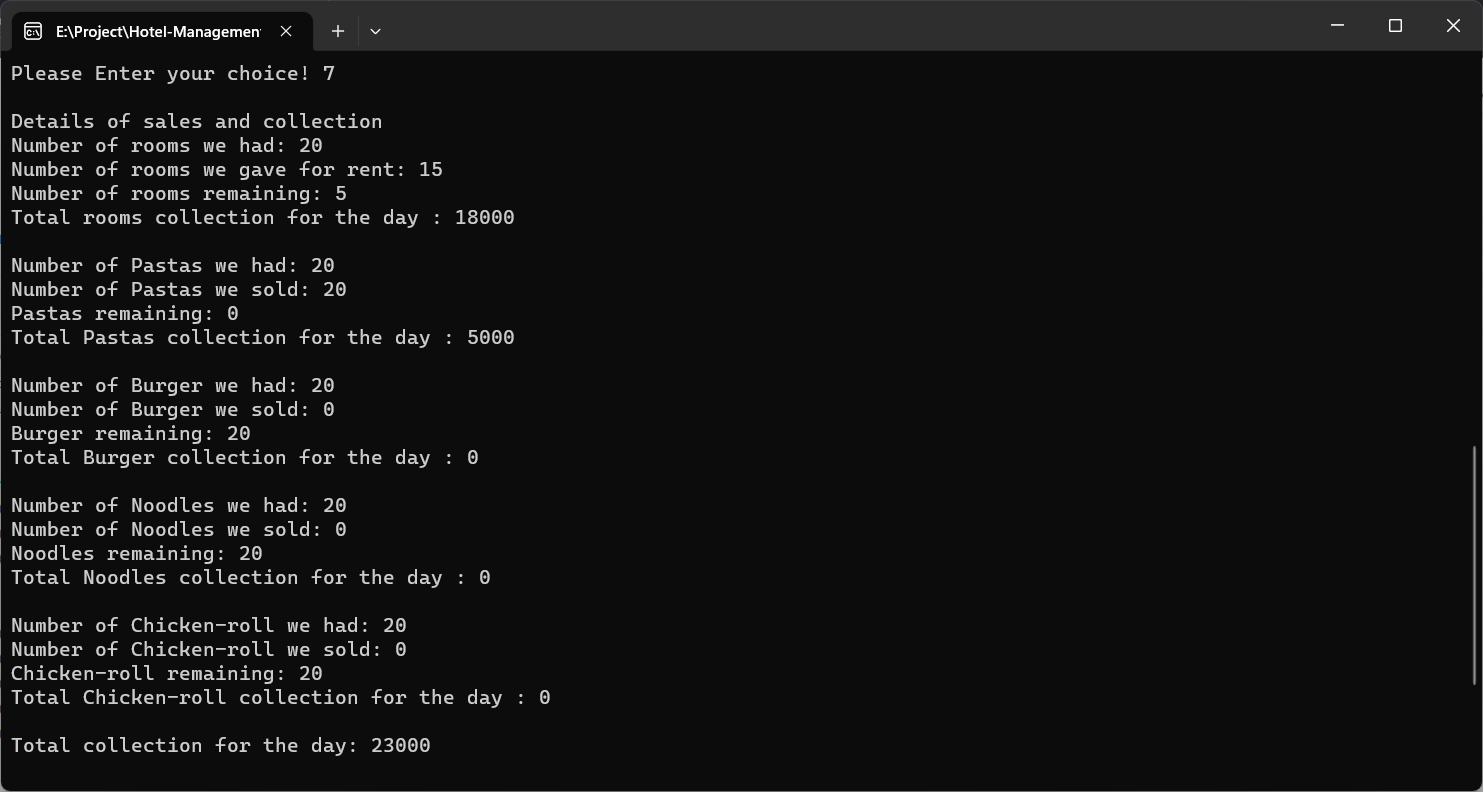 E:\Project\Hotel-Managemen
Please Enter your choice! 7
Details of sales and collection
Number of rooms we had: 20
Number of rooms we gave for rent: 15
Number of rooms remaining: 5
Total rooms collection for the day : 18000
Number of Pastas we had: 20
Number of Pastas we sold: 20
Pastas remaining: 0
Total Pastas collection for the day : 5000
Number of Burger we had: 20
Number of Burger we sold: 0
Burger remaining: 20
Total Burger collection for the day : 0
Number of Noodles we had: 20
Number of Noodles we sold: 0
Noodles remaining: 20
Total Noodles collection for the day : 0
Number of Chicken-roll we had: 20
Number of Chicken-roll we sold: 0
Chicken-roll remaining: 20
Total Chicken-roll collection for the day : 0
Total collection for the day: 23000